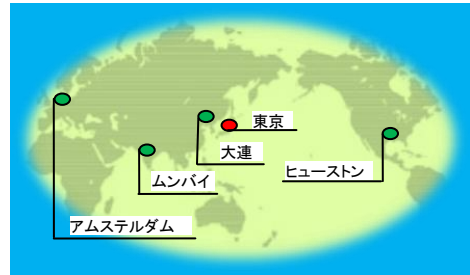 東京
大連
ヒューストン
ムンバイ
アムステルダム